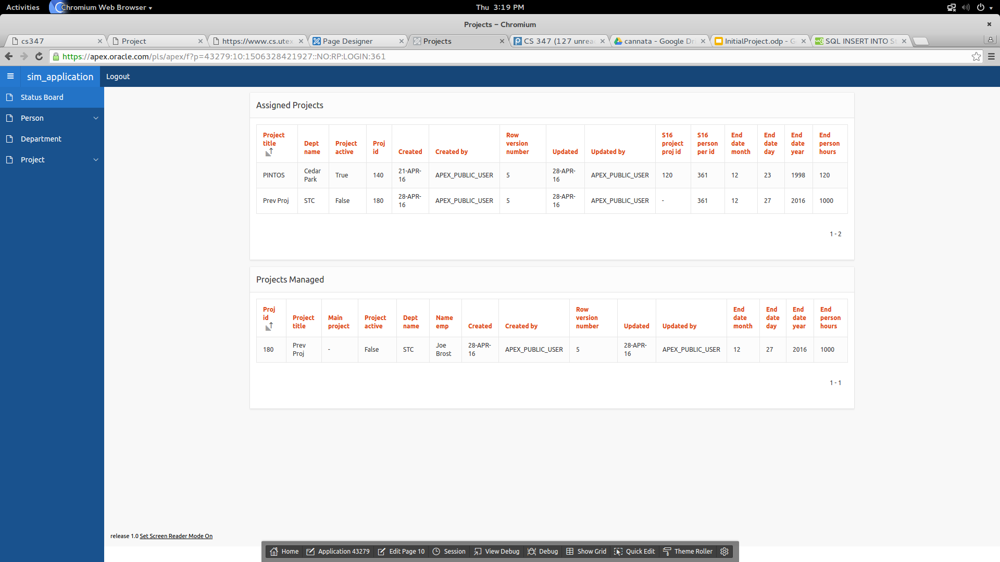 Activities Chromium Web Browser Thu 3:19 PM
Projects – Chromium
cs347 Project https://www.cs.utex Page Designer Projects CS 347 (127 unrea cannata - Google Dri InitialProject.odp - G SQL INSERT INTO St
https://apex.oracle.com/pls/apex/f?p=43279:10:1506328421927::NO:RP:LOGIN:361
sim_application Logout
Status Board
Person
Department
Project
Assigned Projects
Project title Dept name Project active Proj id Created Created by Row version number Updated Updated by S16 project proj id S16 person per id End date month End date day End date year End person hours
PINTOS Cedar Park True 140 21-APR-16 APEX_PUBLIC_USER 5 28-APR-16 APEX_PUBLIC_USER 120 361 12 23 1998 120
Prev Proj STC False 180 28-APR-16 APEX_PUBLIC_USER 5 28-APR-16 APEX_PUBLIC_USER - 361 12 27 2016 1000
1 - 2
Projects Managed
Proj id Project title Main project Project active Dept name Name emp Created Created by Row version number Updated Updated by End date month End date day End date year End person hours
180 Prev Proj - False STC Joe Brost 28-APR-16 APEX_PUBLIC_USER 5 28-APR-16 APEX_PUBLIC_USER 12 27 2016 1000
1 - 1
release 1.0 Set Screen Reader Mode On
Home Application 43279 Edit Page 10 Session View Debug Debug Show Grid Quick Edit Theme Roller